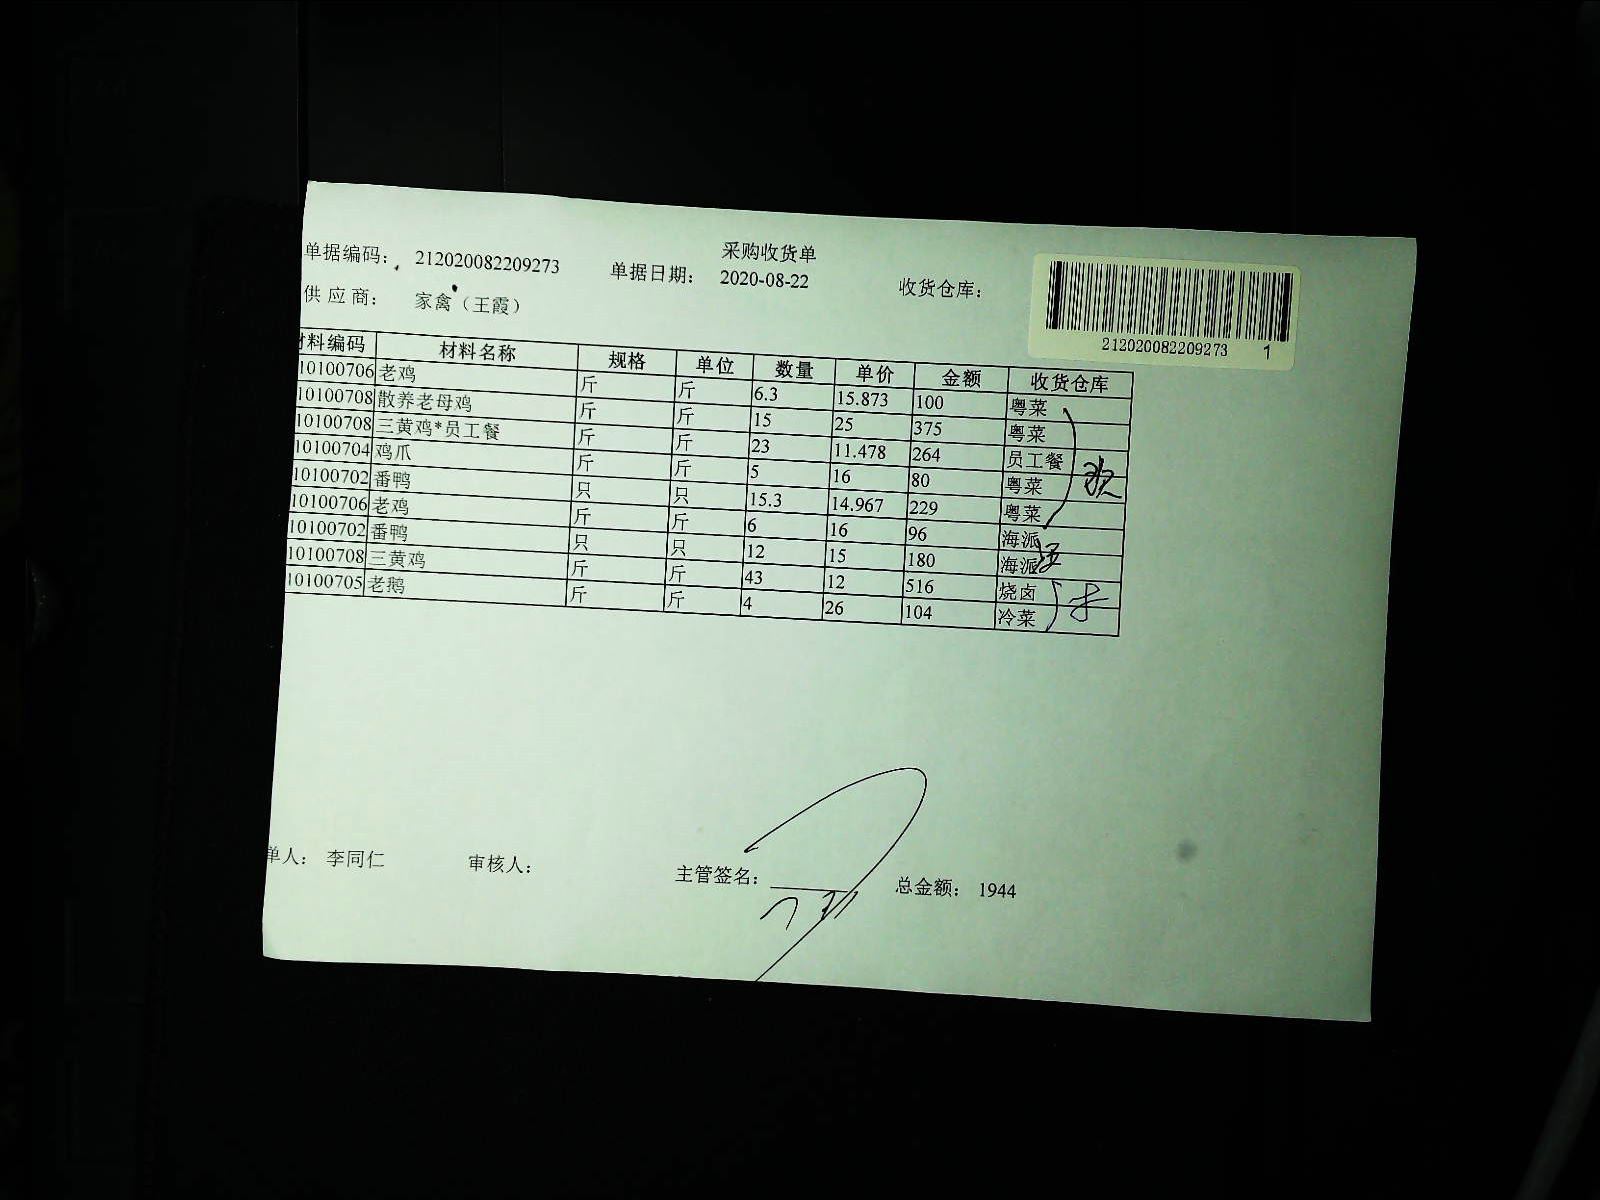 采购收货单
单据编码: 212020082209273 单据日期: 2020-08-22 收货仓库:
供应商: 家禽（王霞）
212020082209273 1
料编码 材料名称 规格 单位 数量 单价 金额 收货仓库
10100706 老鸡 斤 斤 6.3 15.873 100 粤菜
10100708 散养老母鸡 斤 斤 15 25 375 粤菜
10100708 三黄鸡*员工餐 斤 斤 23 11.478 264 员工餐
10100704 鸡爪 斤 斤 5 16 80 粤菜
10100702 番鸭 只 只 15.3 14.967 229 粤菜
10100706 老鸡 斤 斤 6 16 96 海派
10100702 番鸭 只 只 12 15 180 海派
10100708 三黄鸡 斤 斤 43 12 516 烧卤
10100705 老鹅 斤 斤 4 26 104 冷菜
单人: 李同仁 审核人: 主管签名: 总金额: 1944